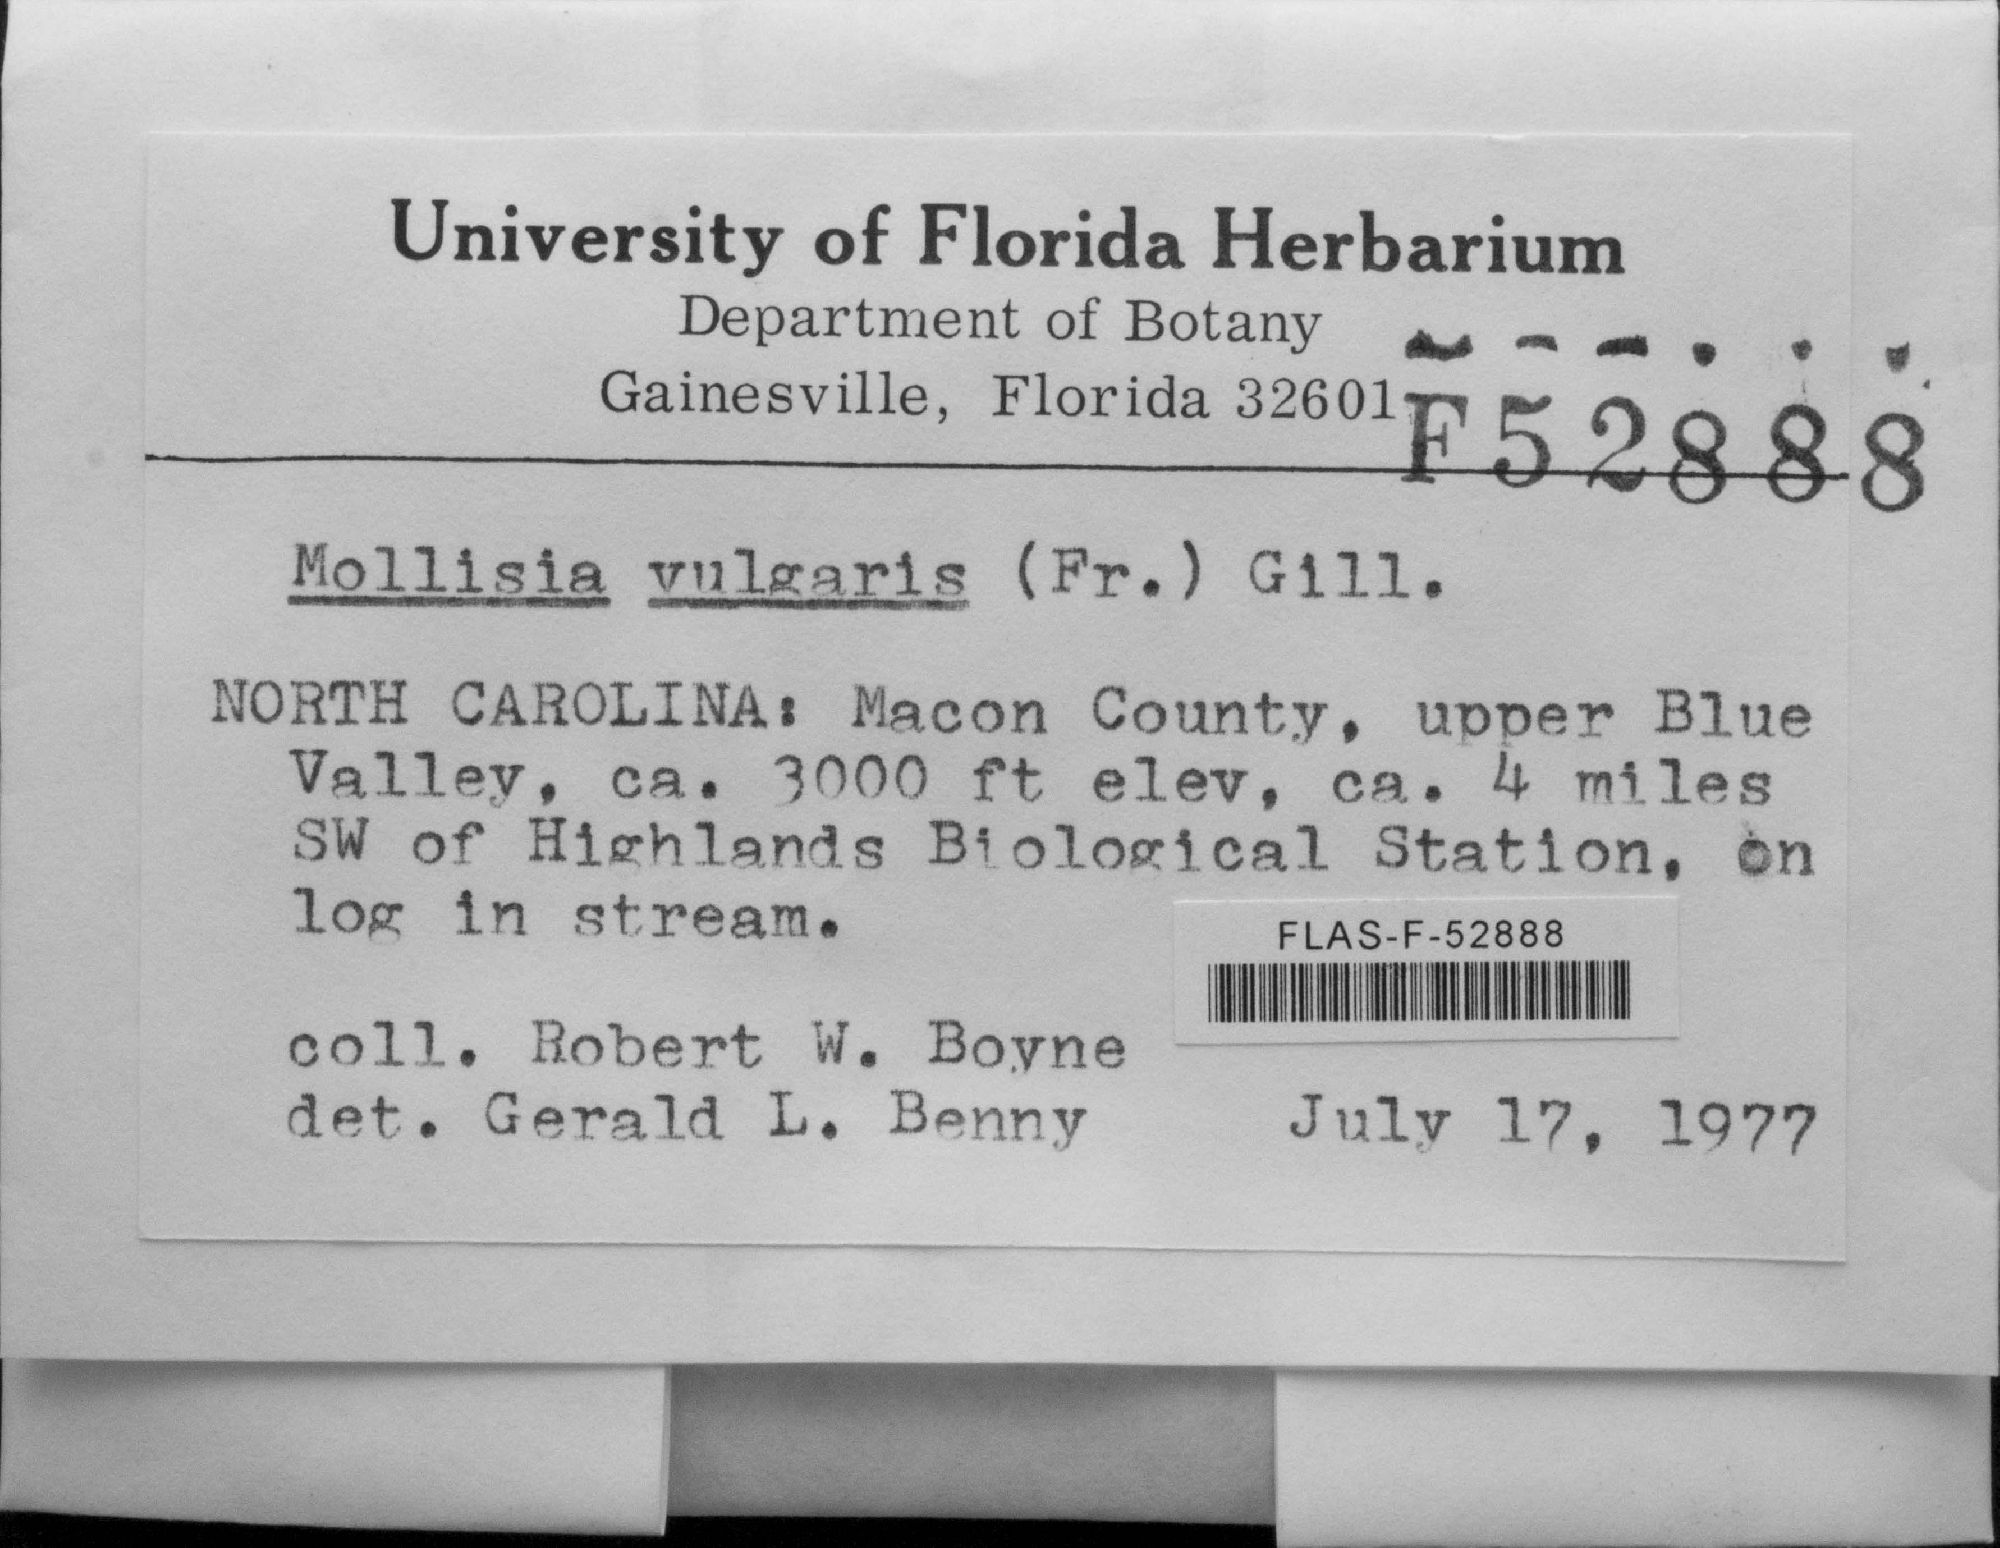 University of Florida Herbarium
Department of Botany
Gainesville, Florida 32601
F52888
Mollisia vulgaris (Fr.) Gill.
NORTH CAROLINA: Macon County, upper Blue
Valley, ca. 3000 ft elev, ca. 4 miles
SW of Highlands Biological Station, on
log in stream.
FLAS-F-52888
coll. Robert W. Boyne
det. Gerald L. Benny July 17, 1977